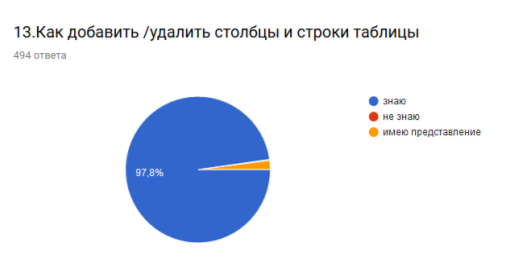 13.Как добавить /удалить столбцы и строки таблицы
494 ответа
знаю
не знаю
имею представление
97,8%